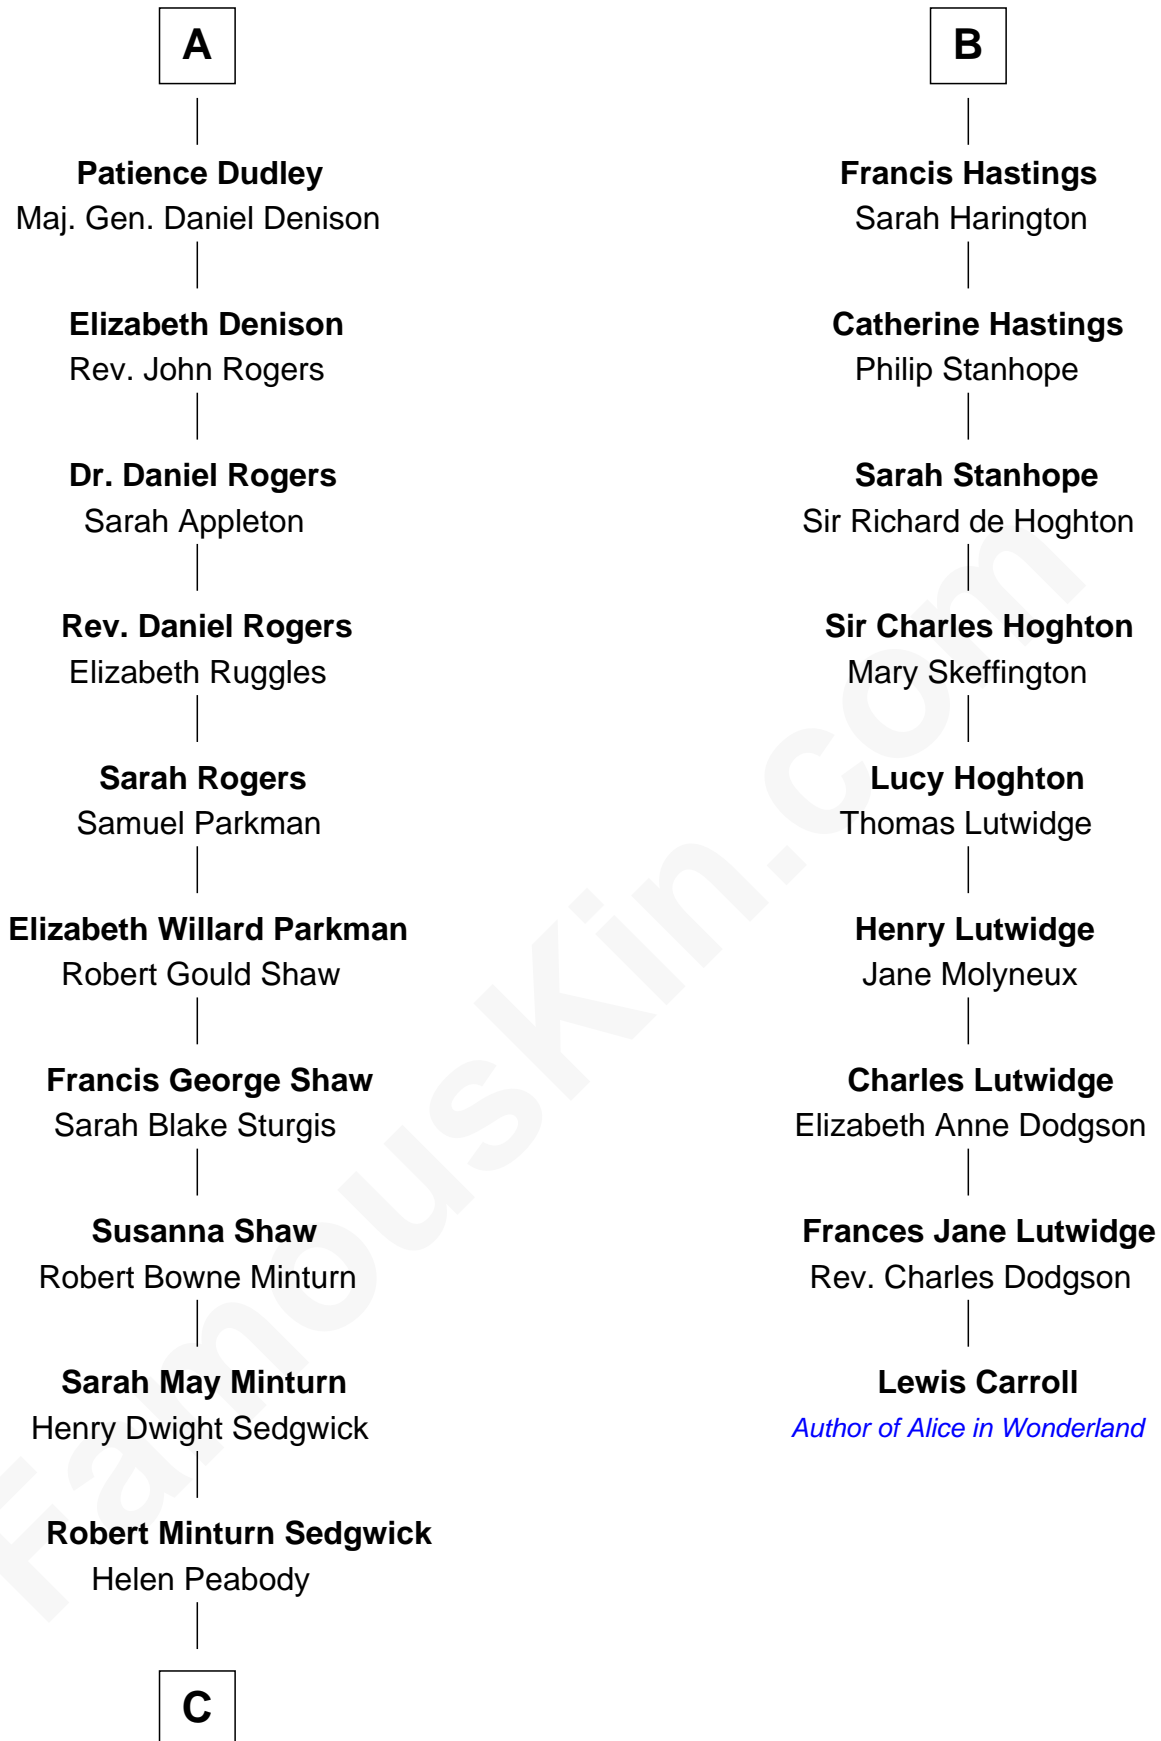 A
Patience Dudley
Maj. Gen. Daniel Denison
Elizabeth Denison
Rev. John Rogers
Dr. Daniel Rogers
Sarah Appleton
Rev. Daniel Rogers
Elizabeth Ruggles
Sarah Rogers
Samuel Parkman
Elizabeth Willard Parkman
Robert Gould Shaw
Francis George Shaw
Sarah Blake Sturgis
Susanna Shaw
Robert Bowne Minturn
Sarah May Minturn
Henry Dwight Sedgwick
Robert Minturn Sedgwick
Helen Peabody
C
B
Francis Hastings
Sarah Harington
Catherine Hastings
Philip Stanhope
Sarah Stanhope
Sir Richard de Hoghton
Sir Charles Hoghton
Mary Skeffington
Lucy Hoghton
Thomas Lutwidge
Henry Lutwidge
Jane Molyneux
Charles Lutwidge
Elizabeth Anne Dodgson
Frances Jane Lutwidge
Rev. Charles Dodgson
Lewis Carroll
Author of Alice in Wonderland
FamousKin.com